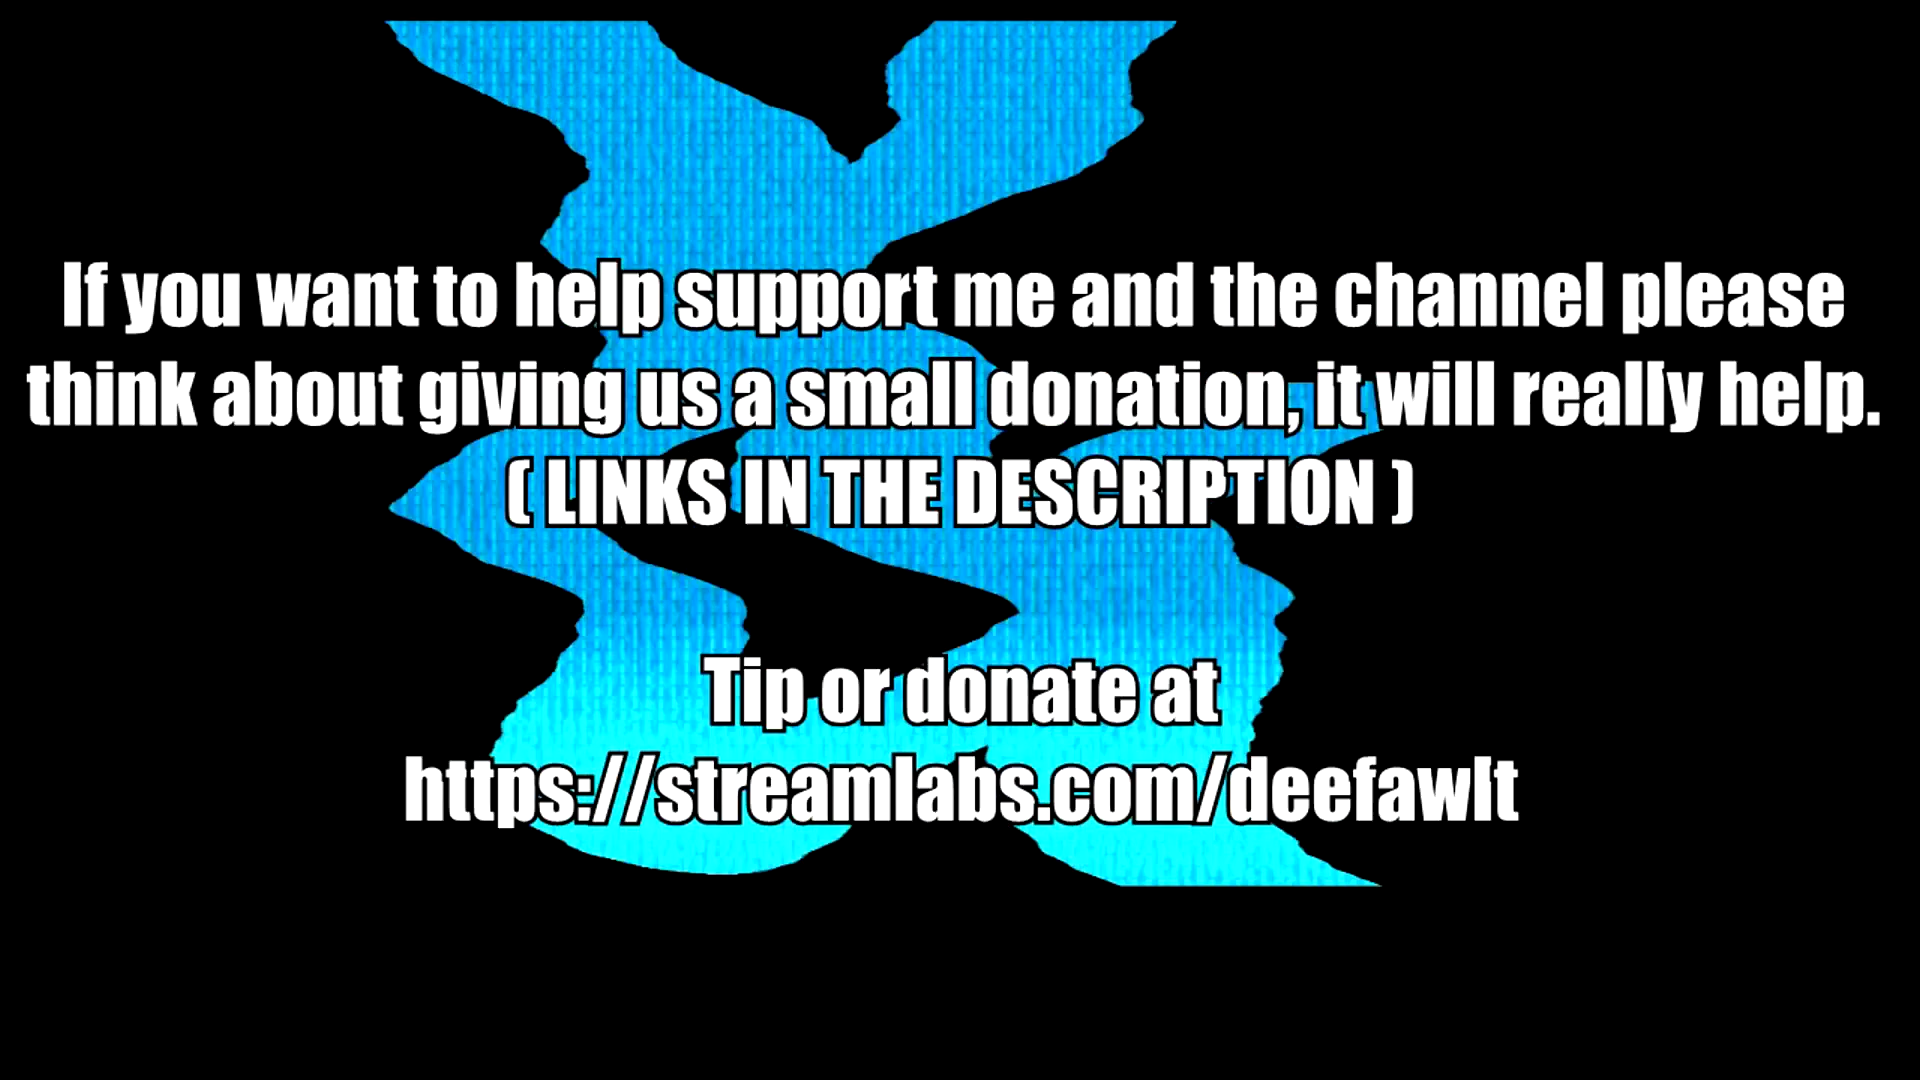 If you want to help support me and the channel please
think about giving us a small donation, it will really help.
( LINKS IN THE DESCRIPTION )
Tip or donate at
https://streamlabs.com/deefawlt